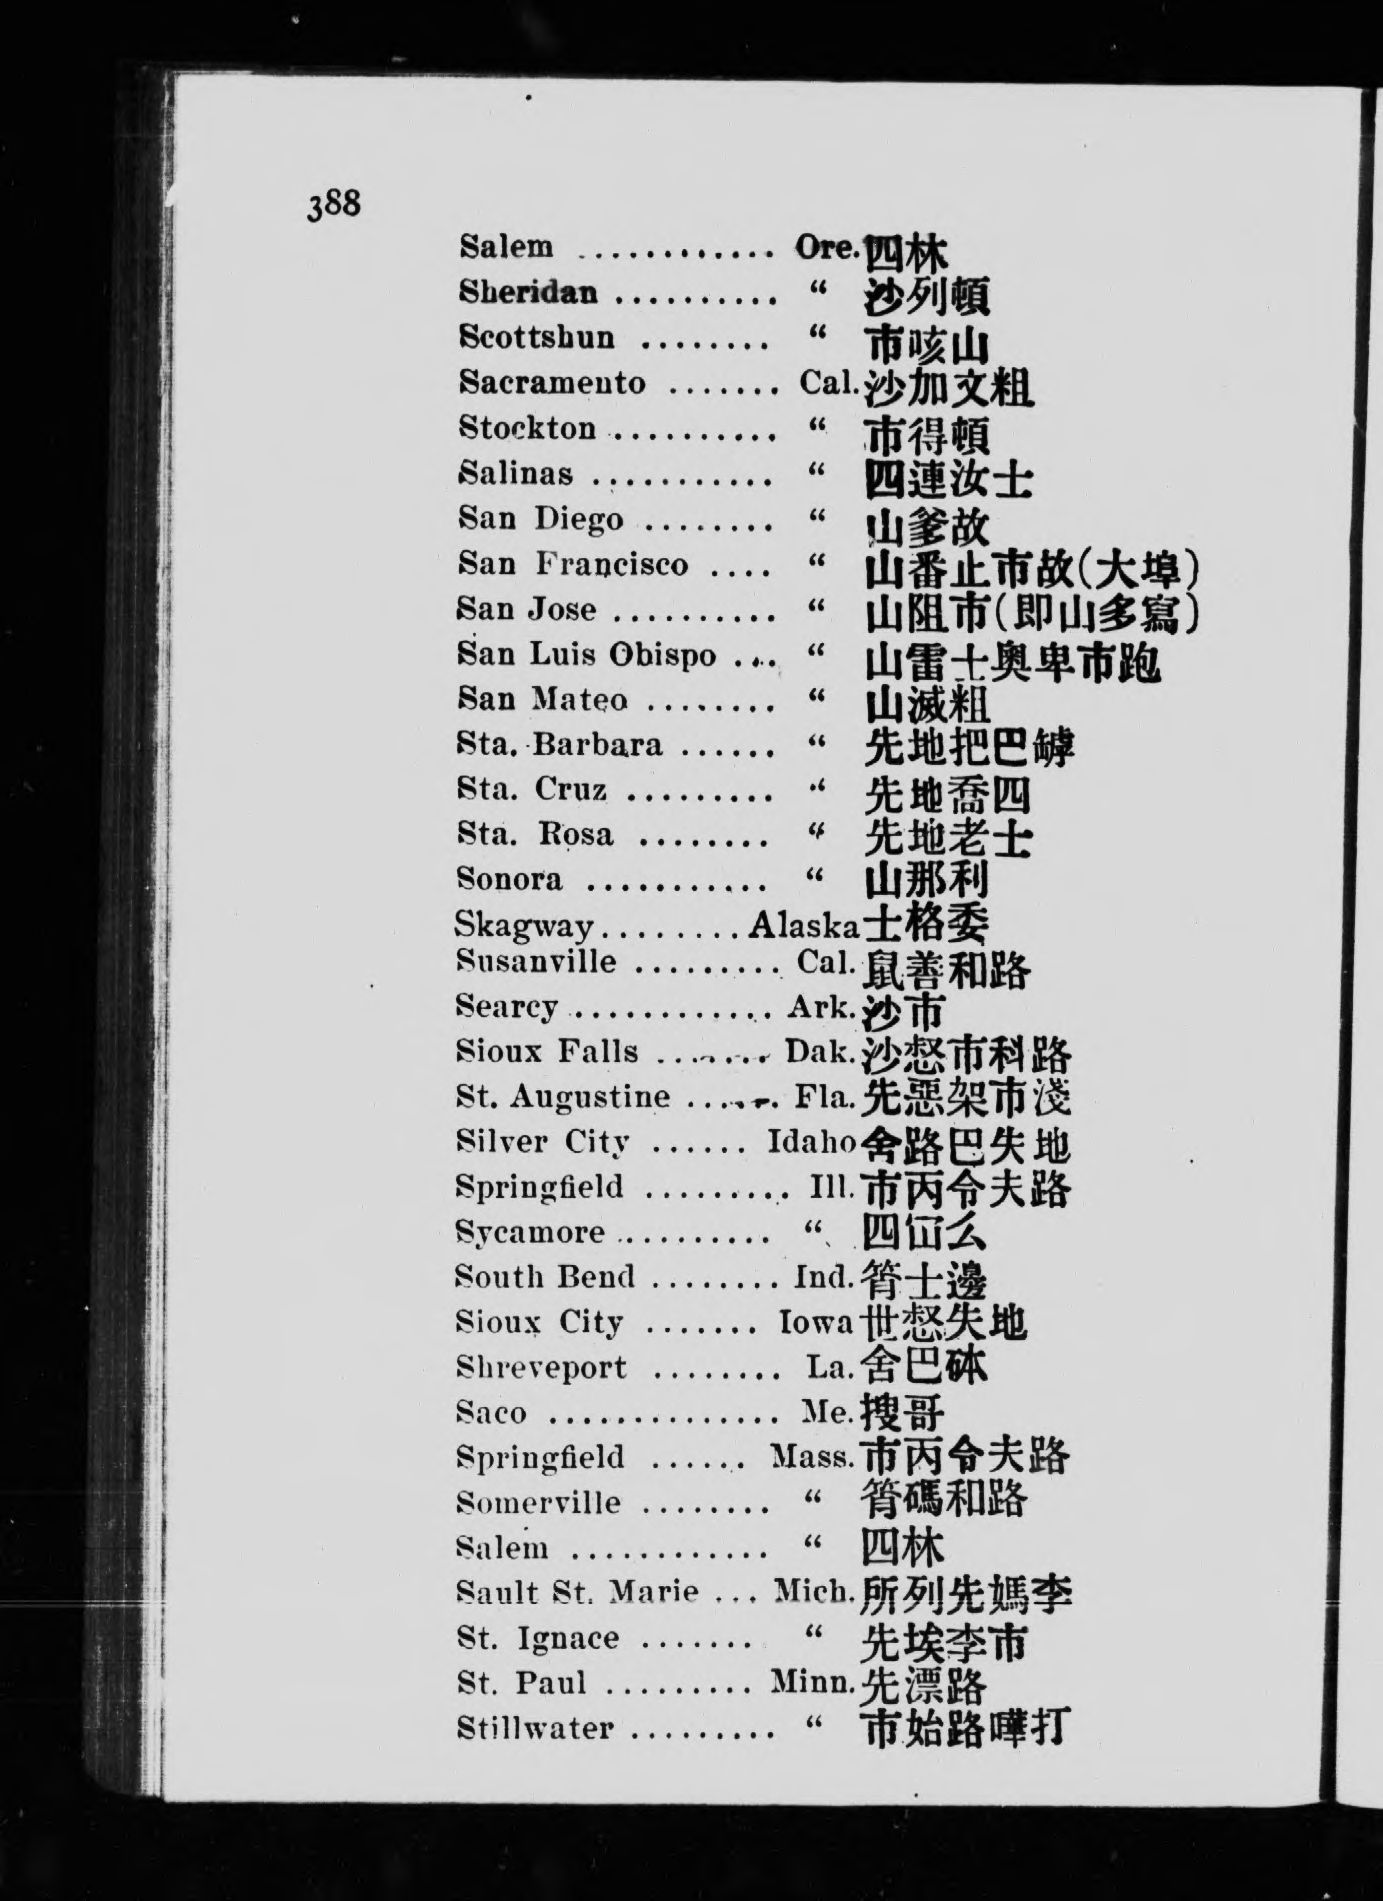 388
Salem ............ Ore. 四林
Sheridan .......... “ 沙列頓
Scottshun ........ “ 市咳山
Sacramento ....... Cal. 沙加文粗
Stockton .......... “ 市得頓
Salinas ........... “ 四連汝士
San Diego ........ “ 山爹故
San Francisco .... “ 山番止市故(大埠)
San Jose .......... “ 山阻市(即山多寫)
San Luis Obispo .... “ 山雷士奥卑市跑
San Mateo ........ “ 山滅粗
Sta. Barbara ...... “ 先地把巴罅
Sta. Cruz ......... “ 先地喬四
Sta. Rosa ........ “ 先地老士
Sonora ........... “ 山那利
Skagway ........ Alaska 士格委
Susanville ......... Cal. 鼠善和路
Searcy ............ Ark. 沙市
Sioux Falls ....... Dak. 沙惄市科路
St. Augustine ...... Fla. 先惡架市淺
Silver City ...... Idaho 舍路巴失地
Springfield ......... Ill. 市丙令夫路
Sycamore .......... “ 四𠙖么
South Bend ........ Ind. 筲士邊
Sioux City ....... Iowa 世惄失地
Shreveport ........ La. 舍巴砵
Saco .............. Me. 搜哥
Springfield ...... Mass. 市丙令夫路
Somerville ........ “ 筲碼和路
Salem ............ “ 四林
Sault St. Marie ... Mich. 所列先媽李
St. Ignace ....... “ 先埃李市
St. Paul ......... Minn. 先漂路
Stillwater ......... “ 市始路嘩打